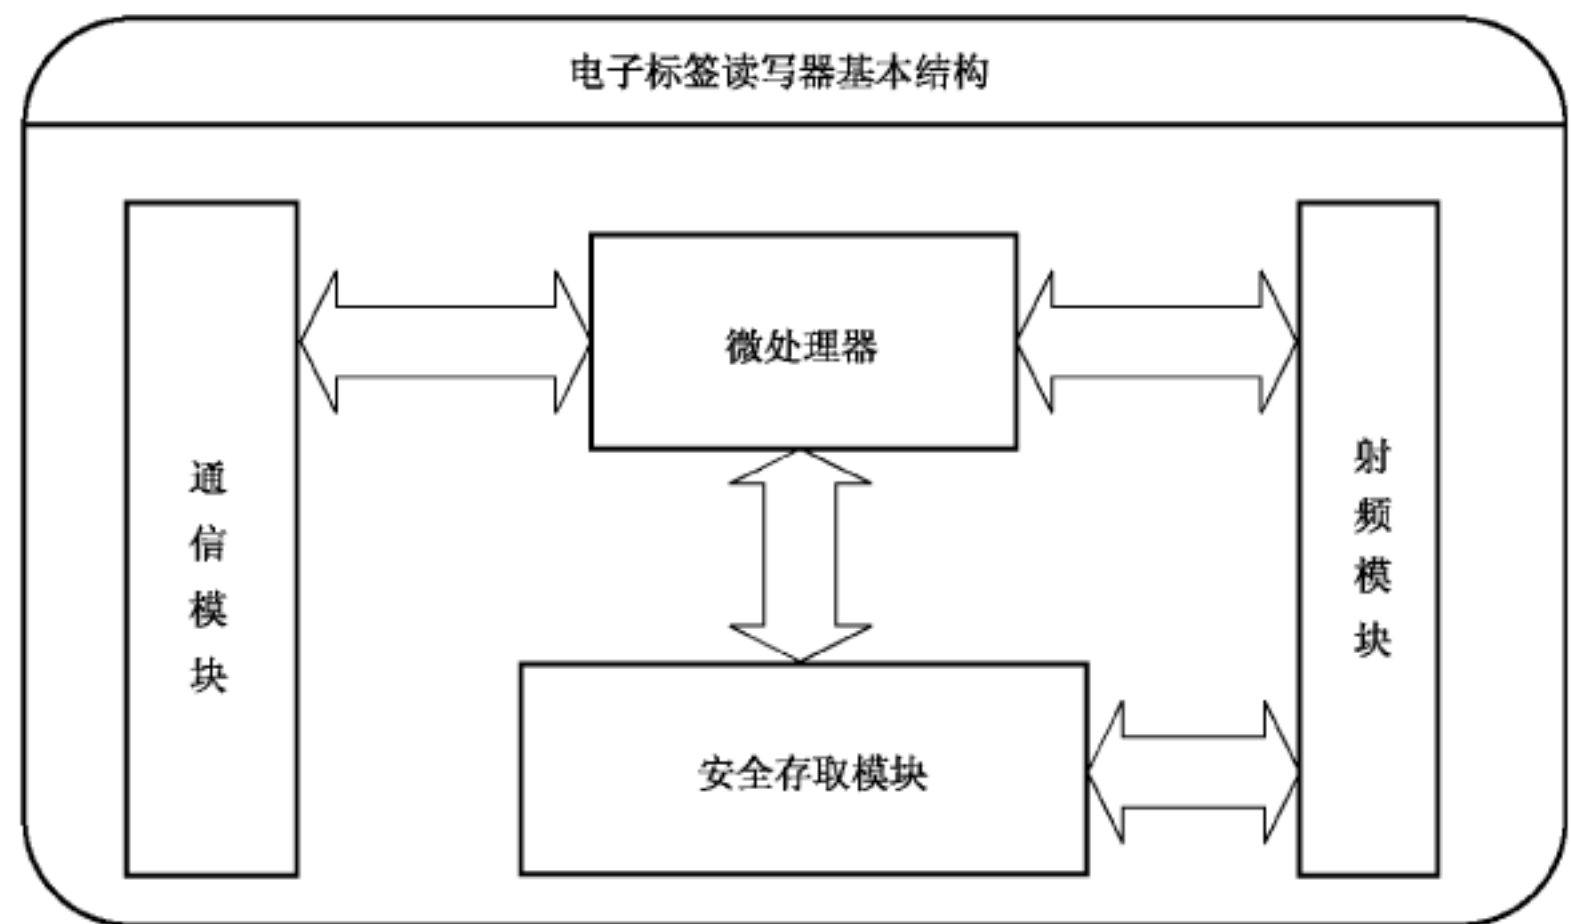 电子标签读写器基本结构
微处理器
通信模块
射频模块
安全存取模块